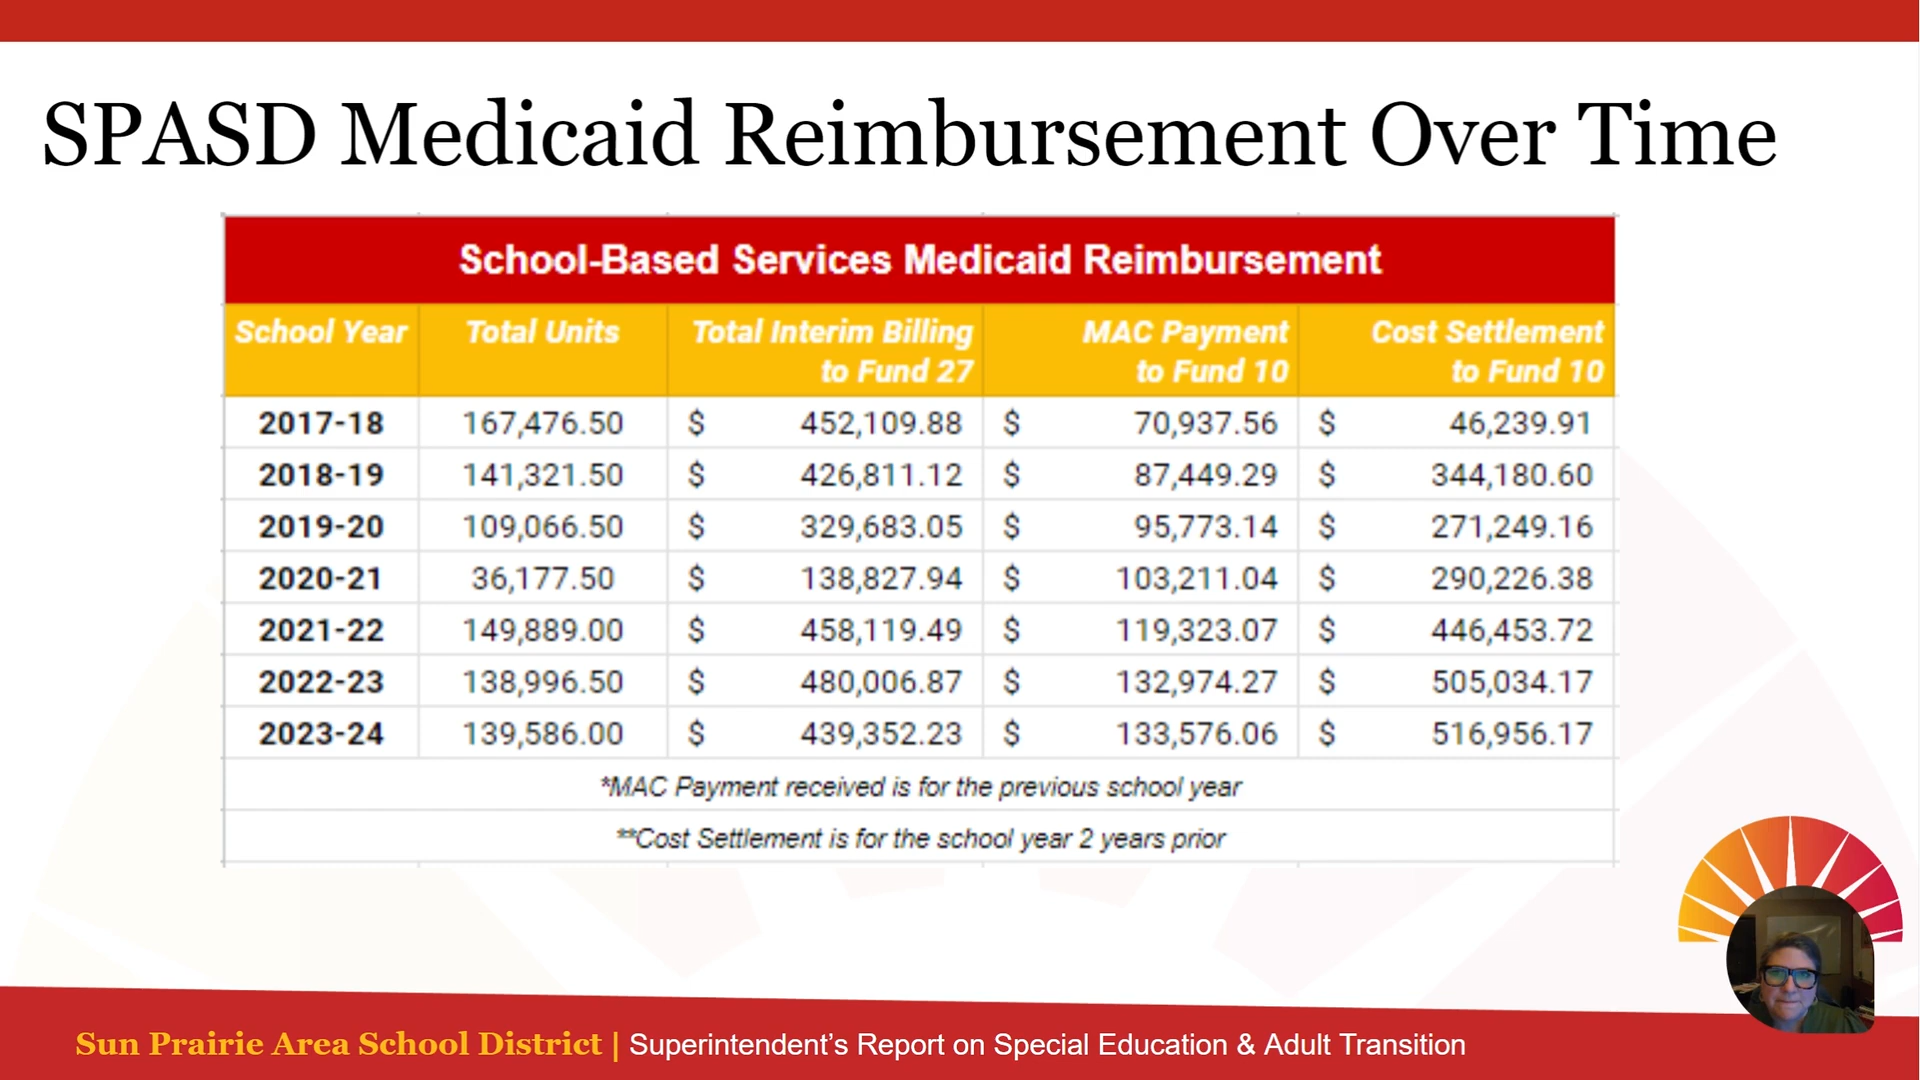 SPASD Medicaid Reimbursement Over Time
School-Based Services Medicaid Reimbursement
School Year Total Units Total Interim Billing to Fund 27 MAC Payment to Fund 10 Cost Settlement to Fund 10
2017-18 167,476.50 $ 452,109.88 $ 70,937.56 $ 46,239.91
2018-19 141,321.50 $ 426,811.12 $ 87,449.29 $ 344,180.60
2019-20 109,066.50 $ 329,683.05 $ 95,773.14 $ 271,249.16
2020-21 36,177.50 $ 138,827.94 $ 103,211.04 $ 290,226.38
2021-22 149,889.00 $ 458,119.49 $ 119,323.07 $ 446,453.72
2022-23 138,996.50 $ 480,006.87 $ 132,974.27 $ 505,034.17
2023-24 139,586.00 $ 439,352.23 $ 133,576.06 $ 516,956.17
*MAC Payment received is for the previous school year
**Cost Settlement is for the school year 2 years prior
Sun Prairie Area School District | Superintendent’s Report on Special Education & Adult Transition